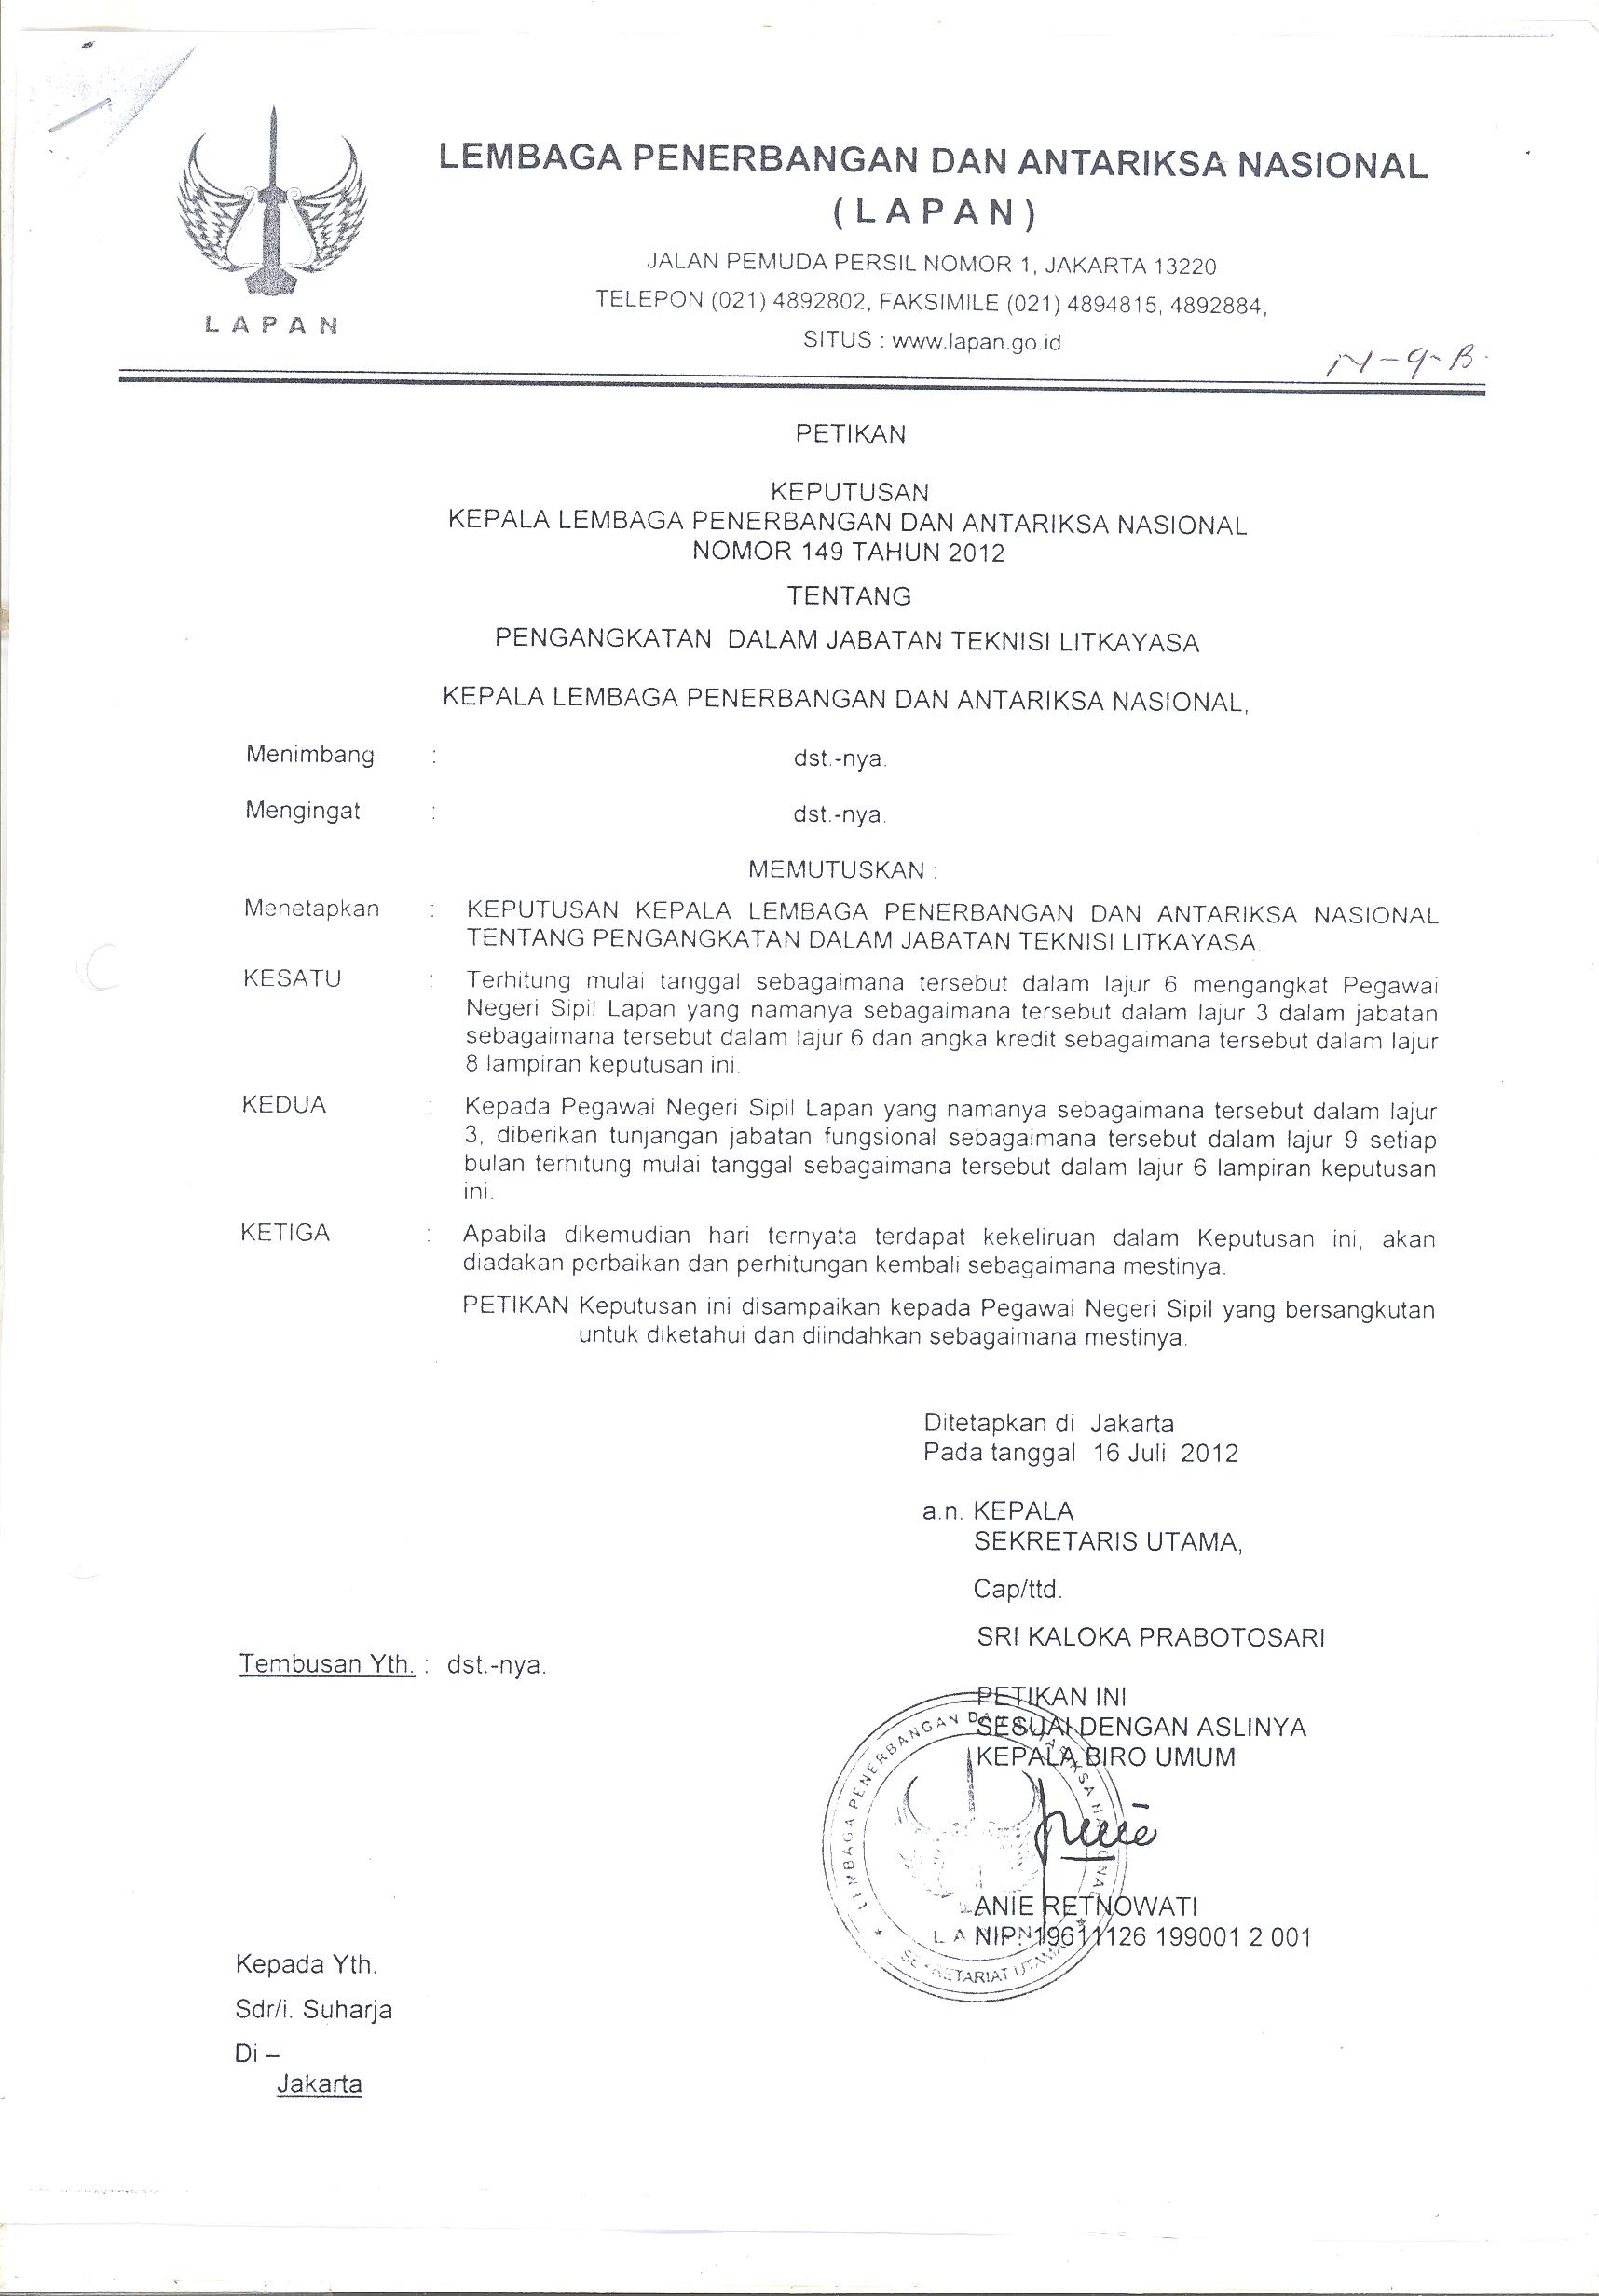 LAPAN
LEMBAGA PENERBANGAN DAN ANTARIKSA NASIONAL
( L A P A N )
JALAN PEMUDA PERSIL NOMOR 1, JAKARTA 13220
TELEPON (021) 4892802, FAKSIMILE (021) 4894815, 4892884,
SITUS : www.lapan.go.id
PETIKAN
KEPUTUSAN
KEPALA LEMBAGA PENERBANGAN DAN ANTARIKSA NASIONAL
NOMOR 149 TAHUN 2012
TENTANG
PENGANGKATAN DALAM JABATAN TEKNISI LITKAYASA
KEPALA LEMBAGA PENERBANGAN DAN ANTARIKSA NASIONAL,
Menimbang : dst.-nya.
Mengingat : dst.-nya.
MEMUTUSKAN :
Menetapkan : KEPUTUSAN KEPALA LEMBAGA PENERBANGAN DAN ANTARIKSA NASIONAL
TENTANG PENGANGKATAN DALAM JABATAN TEKNISI LITKAYASA.
KESATU : Terhitung mulai tanggal sebagaimana tersebut dalam lajur 6 mengangkat Pegawai
Negeri Sipil Lapan yang namanya sebagaimana tersebut dalam lajur 3 dalam jabatan
sebagaimana tersebut dalam lajur 6 dan angka kredit sebagaimana tersebut dalam lajur
8 lampiran keputusan ini.
KEDUA : Kepada Pegawai Negeri Sipil Lapan yang namanya sebagaimana tersebut dalam lajur
3, diberikan tunjangan jabatan fungsional sebagaimana tersebut dalam lajur 9 setiap
bulan terhitung mulai tanggal sebagaimana tersebut dalam lajur 6 lampiran keputusan
ini.
KETIGA : Apabila dikemudian hari ternyata terdapat kekeliruan dalam Keputusan ini, akan
diadakan perbaikan dan perhitungan kembali sebagaimana mestinya.
PETIKAN Keputusan ini disampaikan kepada Pegawai Negeri Sipil yang bersangkutan
untuk diketahui dan diindahkan sebagaimana mestinya.
Ditetapkan di Jakarta
Pada tanggal 16 Juli 2012
a.n. KEPALA
SEKRETARIS UTAMA,
Cap/ttd.
SRI KALOKA PRABOTOSARI
Tembusan Yth. : dst.-nya.
PETIKAN INI
SESUAI DENGAN ASLINYA
KEPALA BIRO UMUM
LEMBAGA PENERBANGAN DAN ANTARIKSA NASIONAL
LAPAN
SEKRETARIAT UTAMA
ANIE RETNOWATI
NIP. 19611126 199001 2 001
Kepada Yth.
Sdr/i. Suharja
Di –
Jakarta